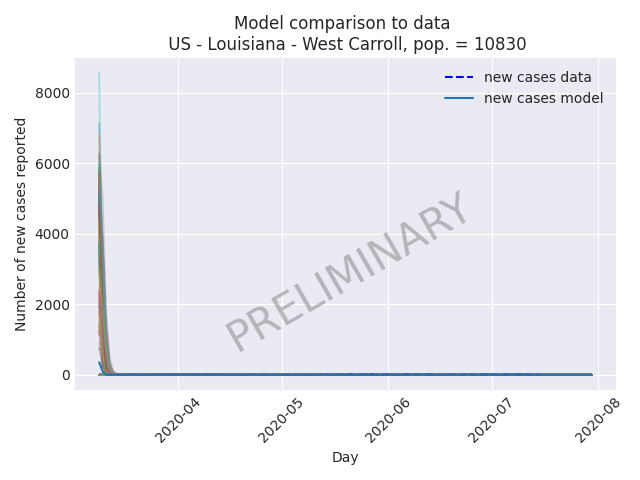 Model comparison to data
US - Louisiana - West Carroll, pop. = 10830
new cases data
new cases model
8000
6000
4000
2000
0
Number of new cases reported
PRELIMINARY
2020-04
2020-05
2020-06
2020-07
2020-08
Day